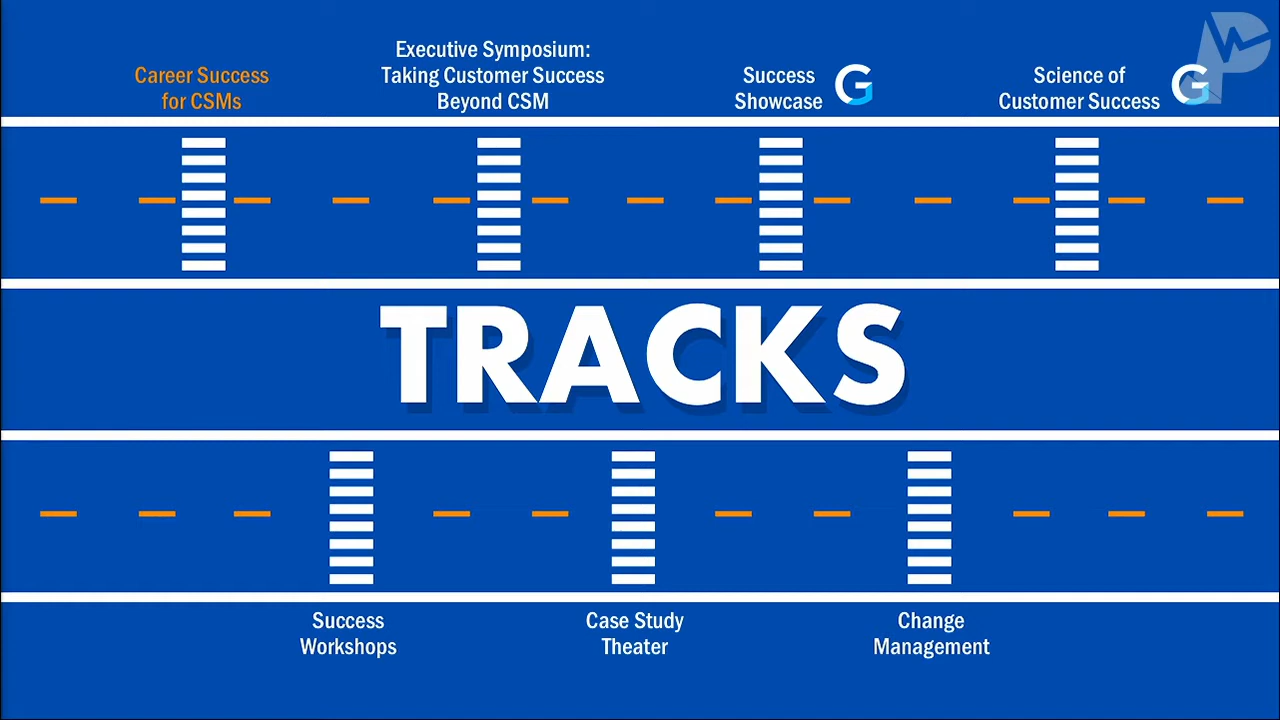 Career Success
for CSMs
Executive Symposium:
Taking Customer Success
Beyond CSM
Success
Showcase
G
Science of
Customer Success
G
TRACKS
Success
Workshops
Case Study
Theater
Change
Management